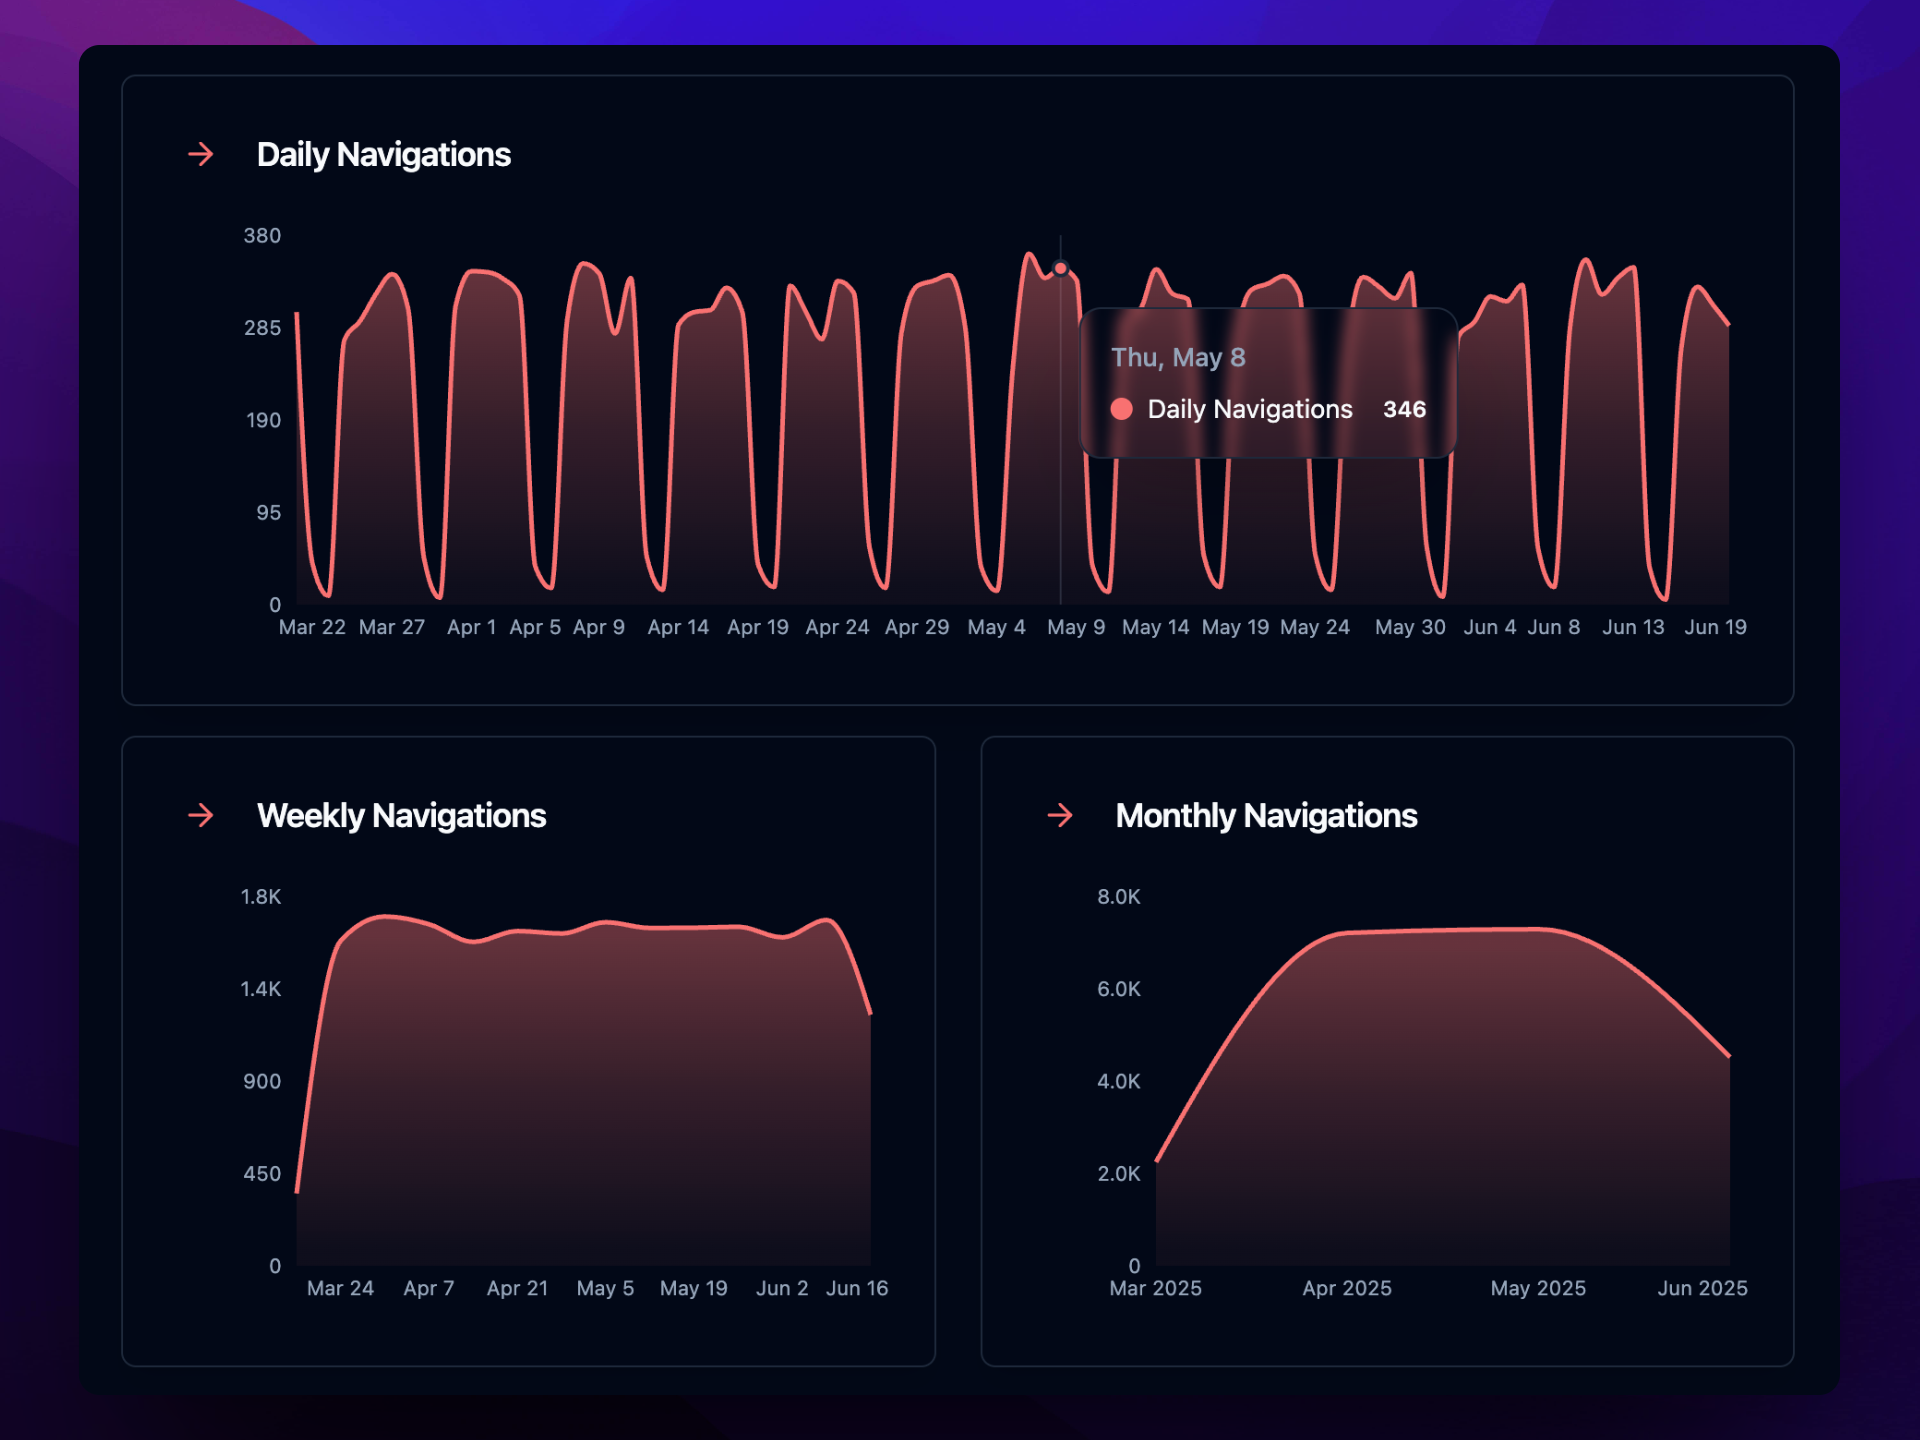 Daily Navigations
380
285
190
95
0
Mar 22 Mar 27 Apr 1 Apr 5 Apr 9 Apr 14 Apr 19 Apr 24 Apr 29 May 4 May 9 May 14 May 19 May 24 May 30 Jun 4 Jun 8 Jun 13 Jun 19
Thu, May 8
Daily Navigations 346
Weekly Navigations
1.8K
1.4K
900
450
0
Mar 24 Apr 7 Apr 21 May 5 May 19 Jun 2 Jun 16
Monthly Navigations
8.0K
6.0K
4.0K
2.0K
0
Mar 2025 Apr 2025 May 2025 Jun 2025